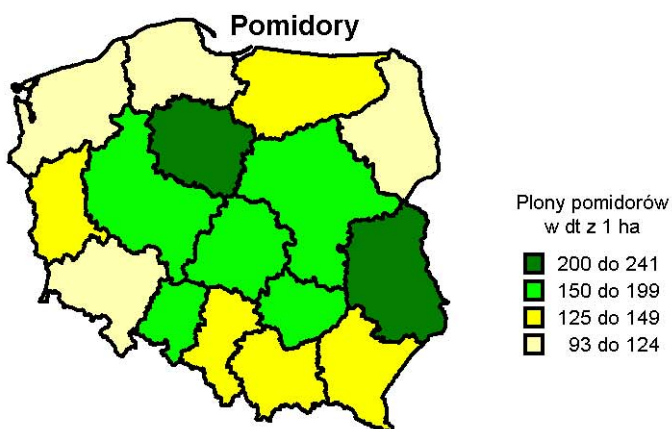 Pomidory
Plony pomidorów
w dt z 1 ha
200 do 241
150 do 199
125 do 149
93 do 124